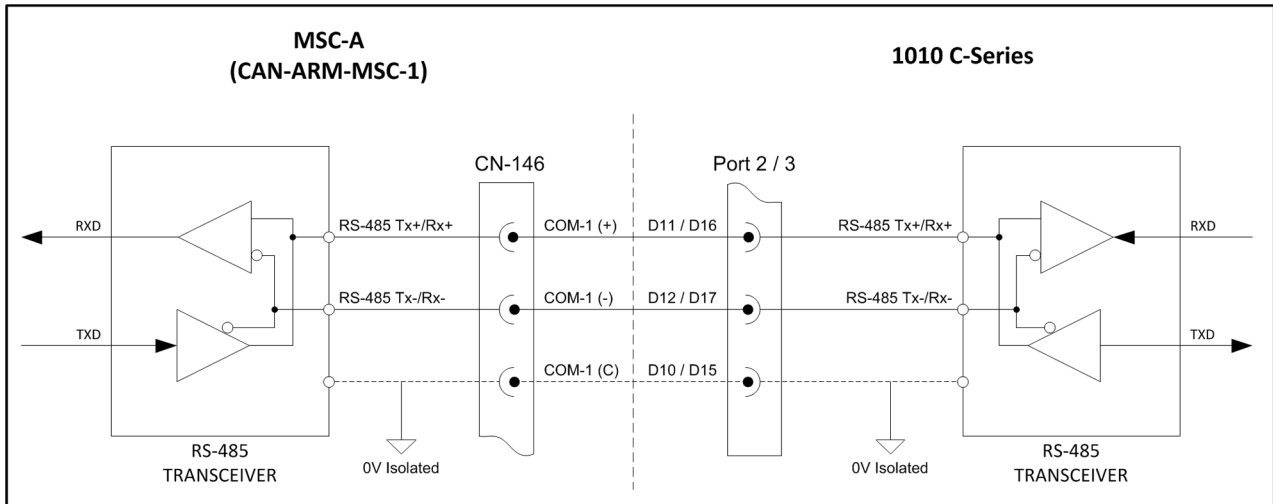 MSC-A
(CAN-ARM-MSC-1)
1010 C-Series
CN-146
Port 2 / 3
RXD
RS-485 Tx+/Rx+
COM-1 (+)
D11 / D16
RS-485 Tx+/Rx+
RXD
RS-485 Tx-/Rx-
COM-1 (-)
D12 / D17
RS-485 Tx-/Rx-
TXD
TXD
COM-1 (C)
D10 / D15
RS-485
TRANSCEIVER
0V Isolated
0V Isolated
RS-485
TRANSCEIVER